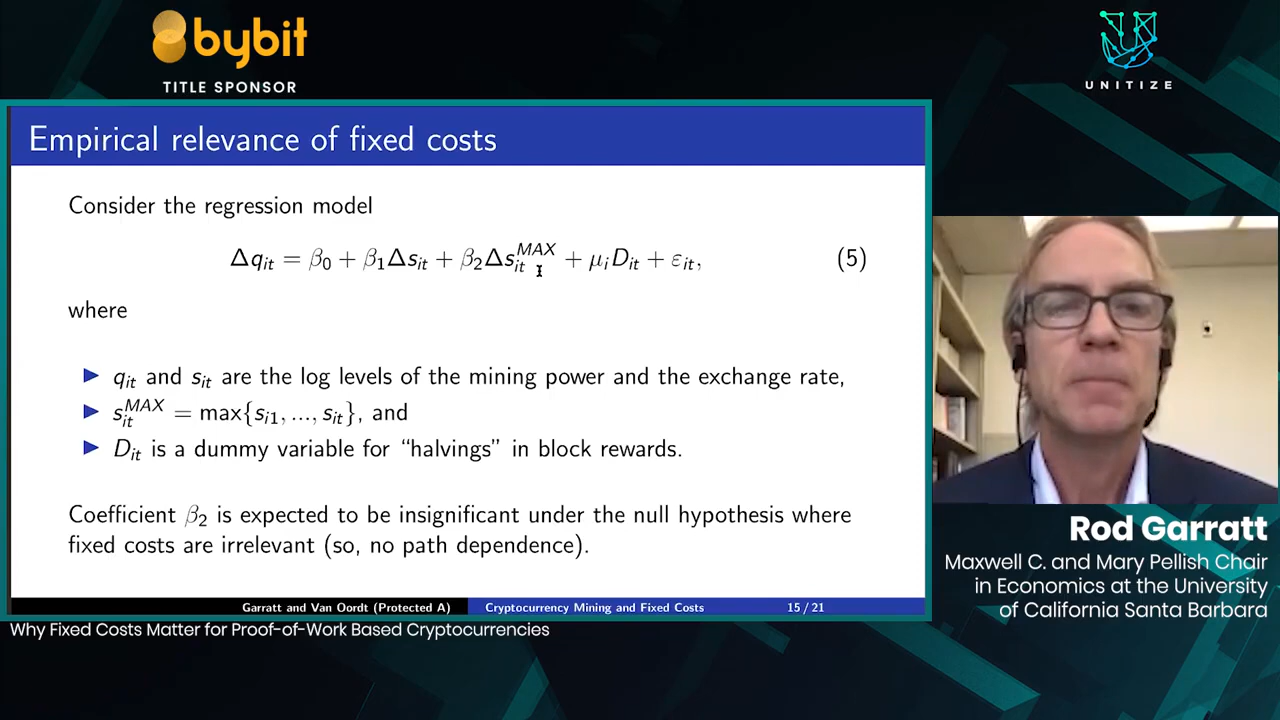 bybit
TITLE SPONSOR
UNITIZE
Empirical relevance of fixed costs
Consider the regression model
Δq_it = β_0 + β_1Δs_it + β_2Δs_it^MAX + μ_iD_it + ε_it, (5)
where
▶ q_it and s_it are the log levels of the mining power and the exchange rate,
▶ s_it^MAX = max{s_i1, ..., s_it}, and
▶ D_it is a dummy variable for “halvings” in block rewards.
Coefficient β_2 is expected to be insignificant under the null hypothesis where
fixed costs are irrelevant (so, no path dependence).
Garratt and Van Oordt (Protected A) Cryptocurrency Mining and Fixed Costs 15 / 21
Why Fixed Costs Matter for Proof-of-Work Based Cryptocurrencies
Rod Garratt
Maxwell C. and Mary Pellish Chair
in Economics at the University
of California Santa Barbara